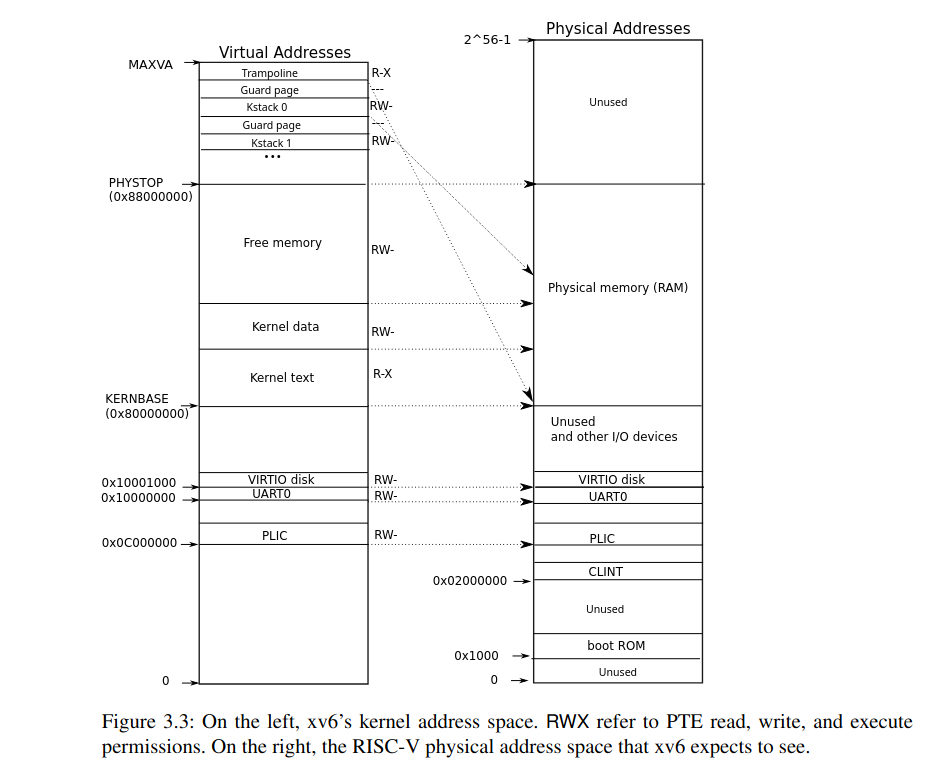 Physical Addresses
2^56-1
Virtual Addresses
MAXVA
Trampoline
R-X
Guard page
---
Kstack 0
RW-
Guard page
---
Kstack 1
RW-
...
Unused
PHYSTOP
(0x88000000)
Free memory
RW-
Physical memory (RAM)
Kernel data
RW-
Kernel text
R-X
KERNBASE
(0x80000000)
Unused
and other I/O devices
0x10001000
VIRTIO disk
RW-
VIRTIO disk
0x10000000
UART0
RW-
UART0
0x0C000000
PLIC
RW-
PLIC
CLINT
0x02000000
Unused
boot ROM
0x1000
Unused
0
0
Figure 3.3: On the left, xv6's kernel address space. RWX refer to PTE read, write, and execute
permissions. On the right, the RISC-V physical address space that xv6 expects to see.